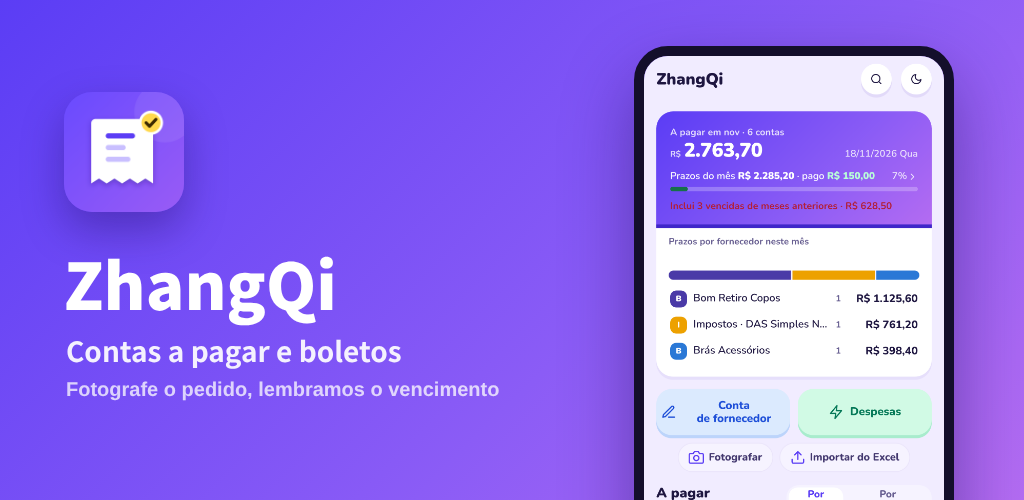 ZhangQi
Contas a pagar e boletos
Fotografe o pedido, lembramos o vencimento
ZhangQi
A pagar em nov · 6 contas
R$ 2.763,70
18/11/2026 Qua
Prazos do mês R$ 2.285,20 · pago R$ 150,00
7% ›
Inclui 3 vencidas de meses anteriores · R$ 628,50
Prazos por fornecedor neste mês
B Bom Retiro Copos 1 R$ 1.125,60
I Impostos · DAS Simples N... 1 R$ 761,20
B Brás Acessórios 1 R$ 398,40
Conta
de fornecedor
Despesas
Fotografar
Importar do Excel
A pagar
Por
Por